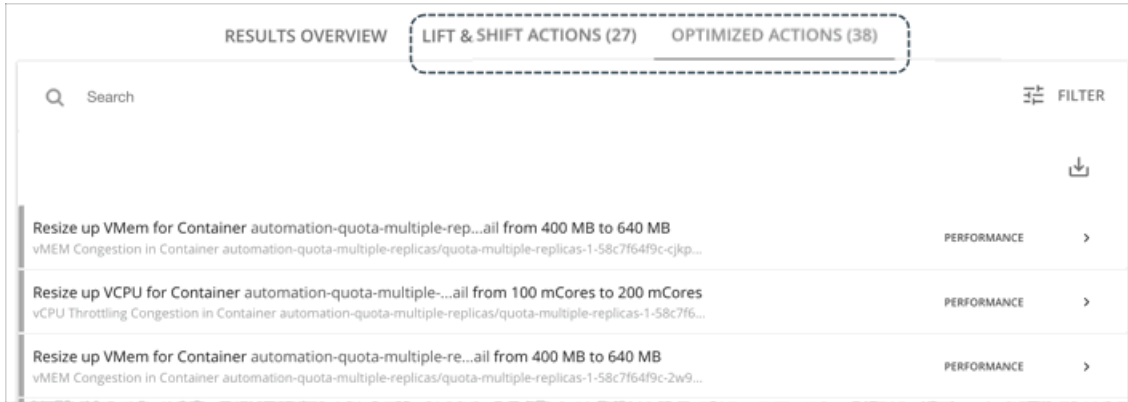 RESULTS OVERVIEW LIFT & SHIFT ACTIONS (27) OPTIMIZED ACTIONS (38)
Search FILTER
Resize up VMem for Container automation-quota-multiple-rep...ail from 400 MB to 640 MB
vMEM Congestion in Container automation-quota-multiple-replicas/quota-multiple-replicas-1-58c7f64f9c-cjkp...
PERFORMANCE >
Resize up VCPU for Container automation-quota-multiple-...ail from 100 mCores to 200 mCores
vCPU Throttling Congestion in Container automation-quota-multiple-replicas/quota-multiple-replicas-1-58c7f6...
PERFORMANCE >
Resize up VMem for Container automation-quota-multiple-re...ail from 400 MB to 640 MB
vMEM Congestion in Container automation-quota-multiple-replicas/quota-multiple-replicas-1-58c7f64f9c-2w9...
PERFORMANCE >